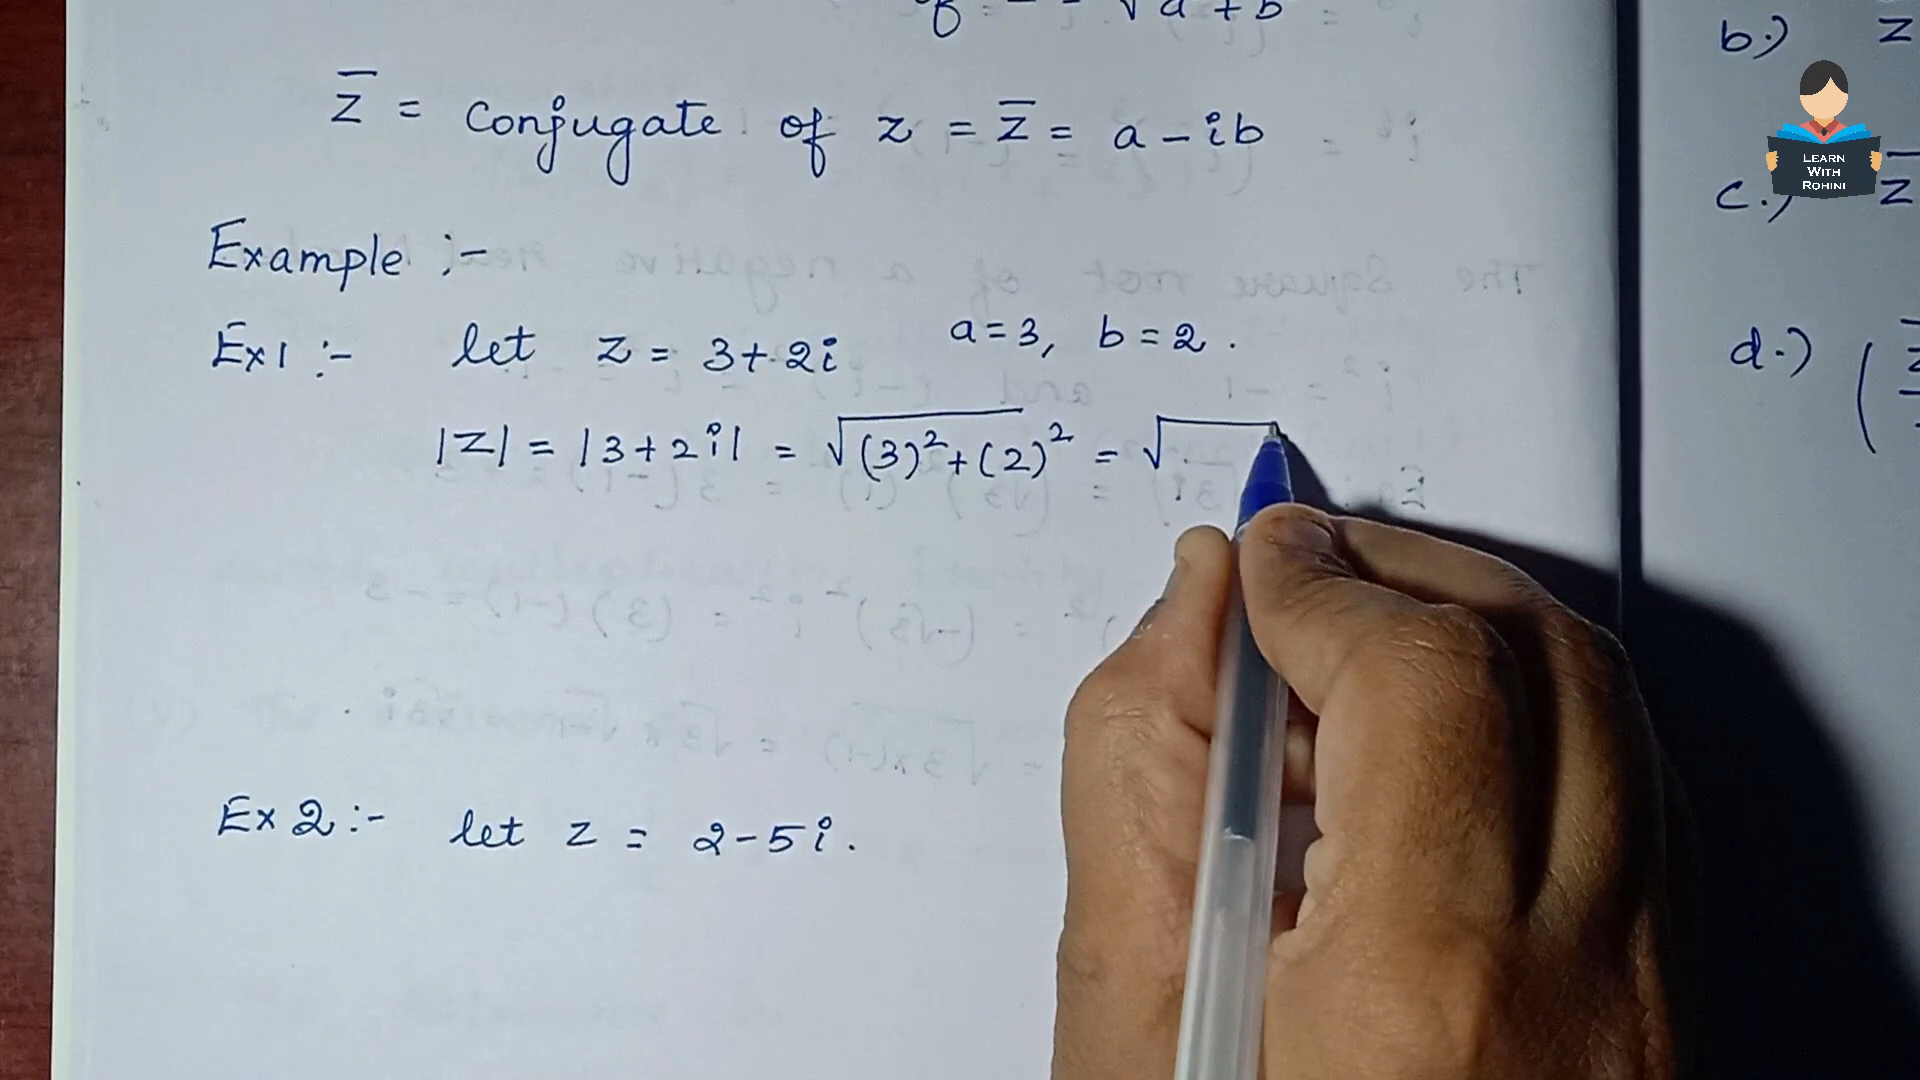 z̄ = conjugate of z = z̄ = a - ib
Example :-
Ex1 :- let z = 3+2i a=3, b=2.
|z| = |3+2i| = √(3)²+(2)² = √
Ex 2 :- let z = 2-5i.
b.) z
c.) z̄
d.) (
LEARN
WITH
ROHINI